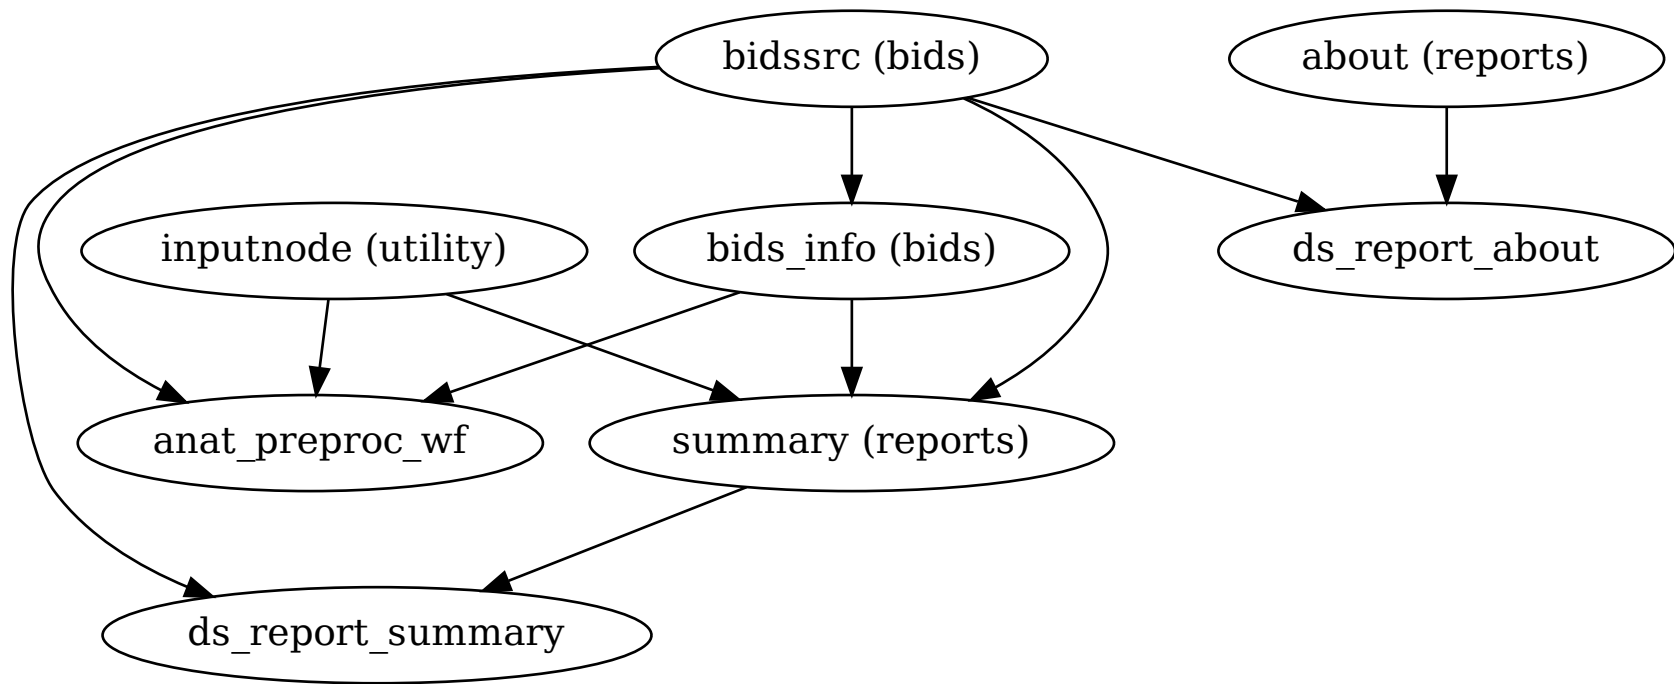 bidssrc (bids)
about (reports)
inputnode (utility)
bids_info (bids)
ds_report_about
anat_preproc_wf
summary (reports)
ds_report_summary